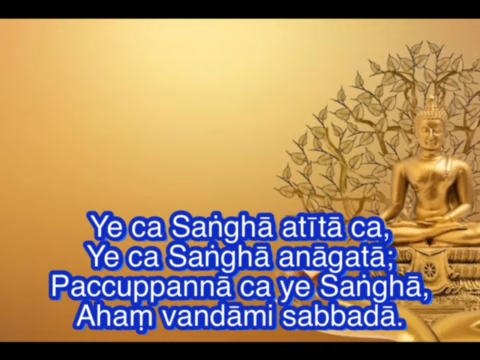 Ye ca Saṅghā atītā ca,
Ye ca Saṅghā anāgatā;
Paccuppannā ca ye Saṅghā,
Ahaṃ vandāmi sabbadā.